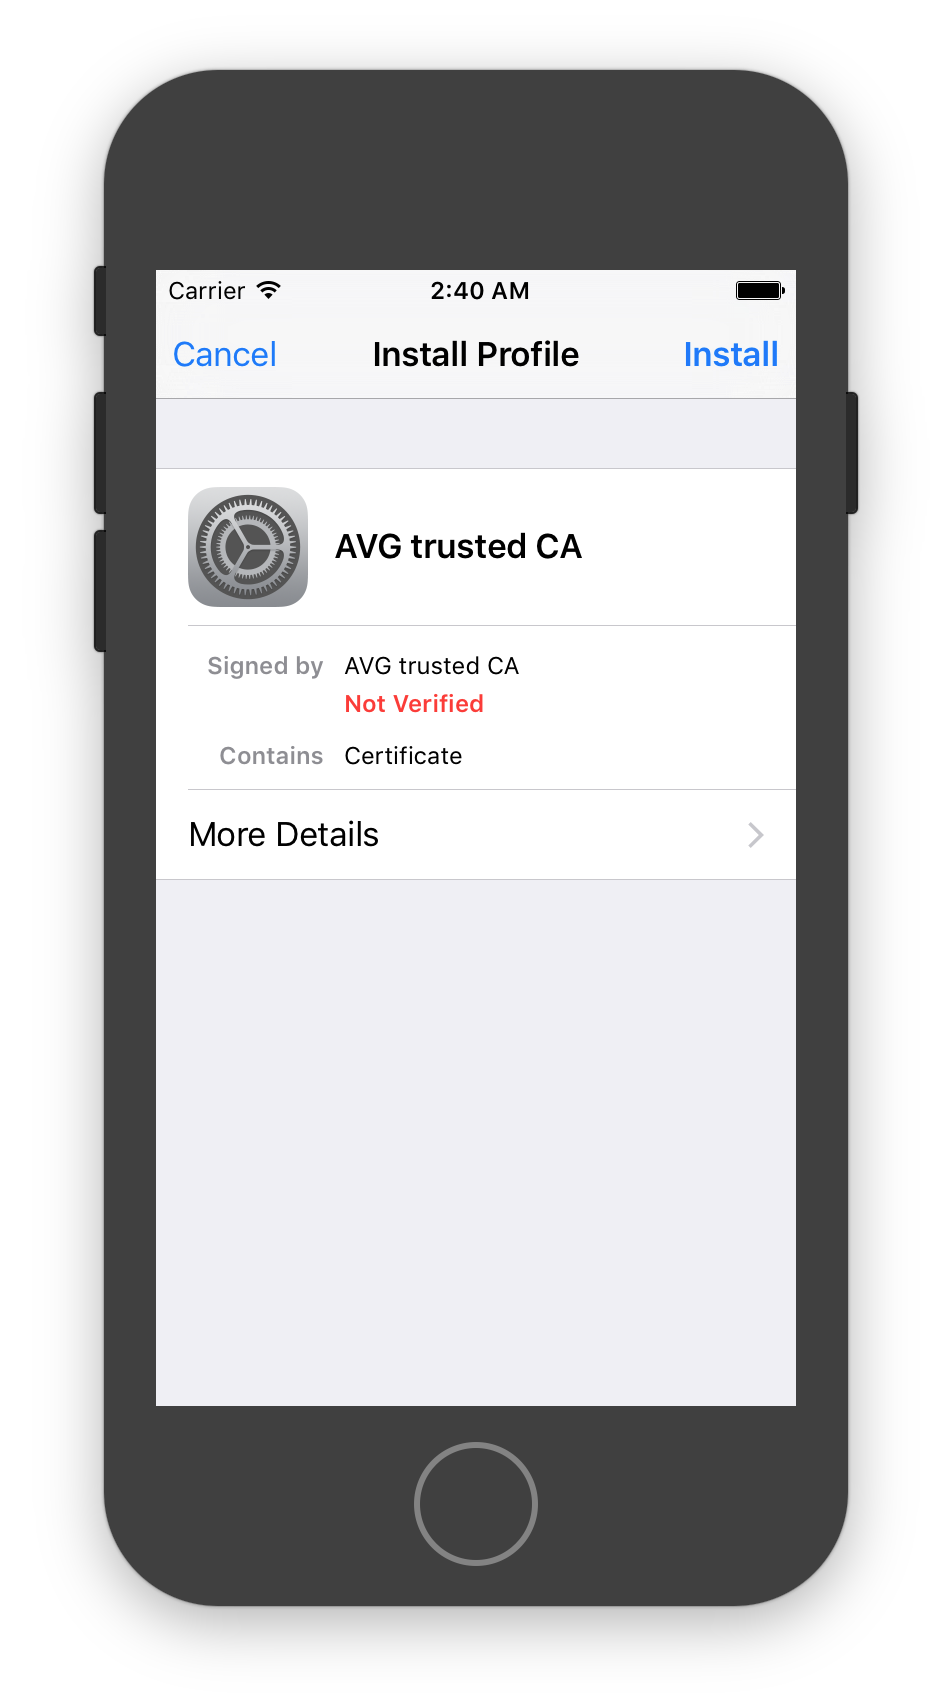 Carrier 2:40 AM
Cancel Install Profile Install
AVG trusted CA
Signed by AVG trusted CA
Not Verified
Contains Certificate
More Details